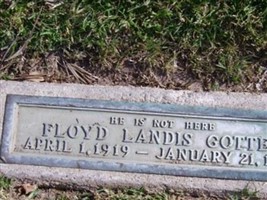 HE IS NOT HERE
FLOYD LANDIS GOTTE
APRIL 1, 1919 — JANUARY 21, 1